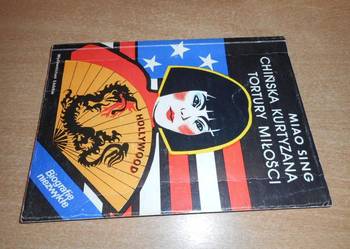 MIAO SING
CHIŃSKA KURTYZANA
TORTURY MIŁOŚCI
HOLLYWOOD
Biografie
niezwykłe